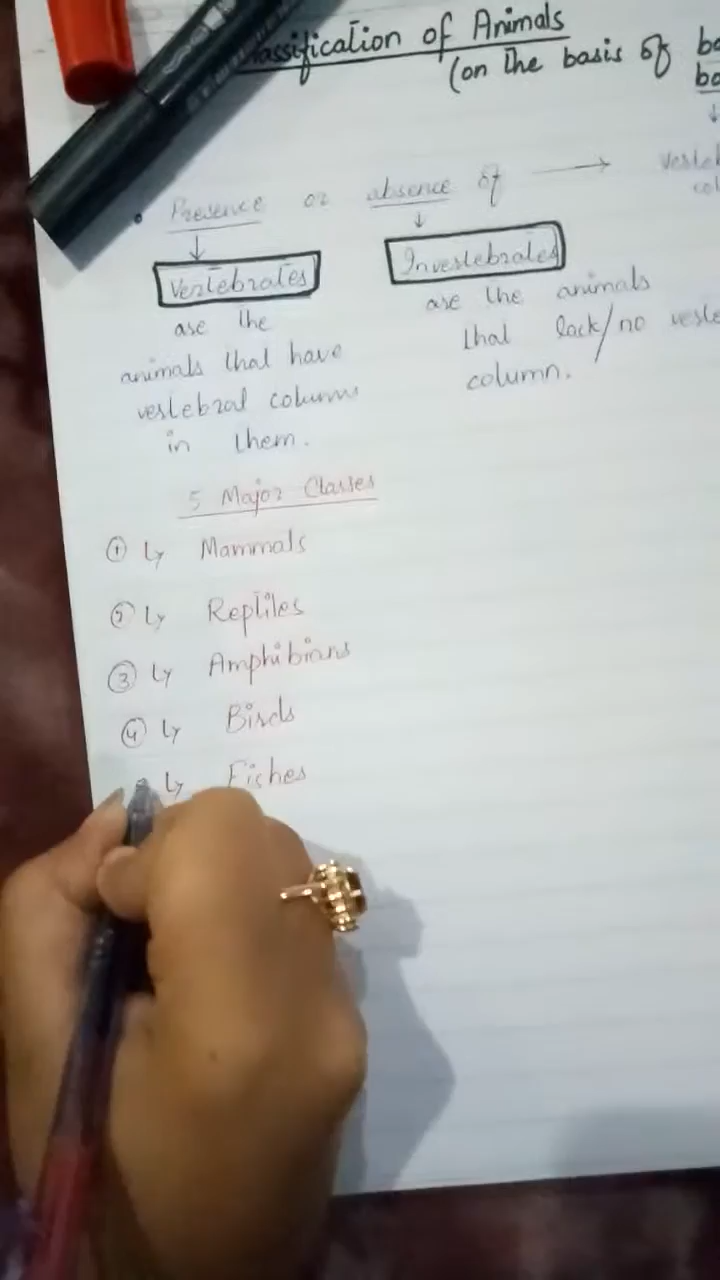 assification of Animals
(on the basis of
Presence or absence of →
Vertebrates
are the
animals that have
vertebral column
in them.
Invertebrates
are the animals
that lack/no
column.
5 Major Classes
① ↳ Mammals
② ↳ Reptiles
③ ↳ Amphibians
④ ↳ Birds
↳ Fishes